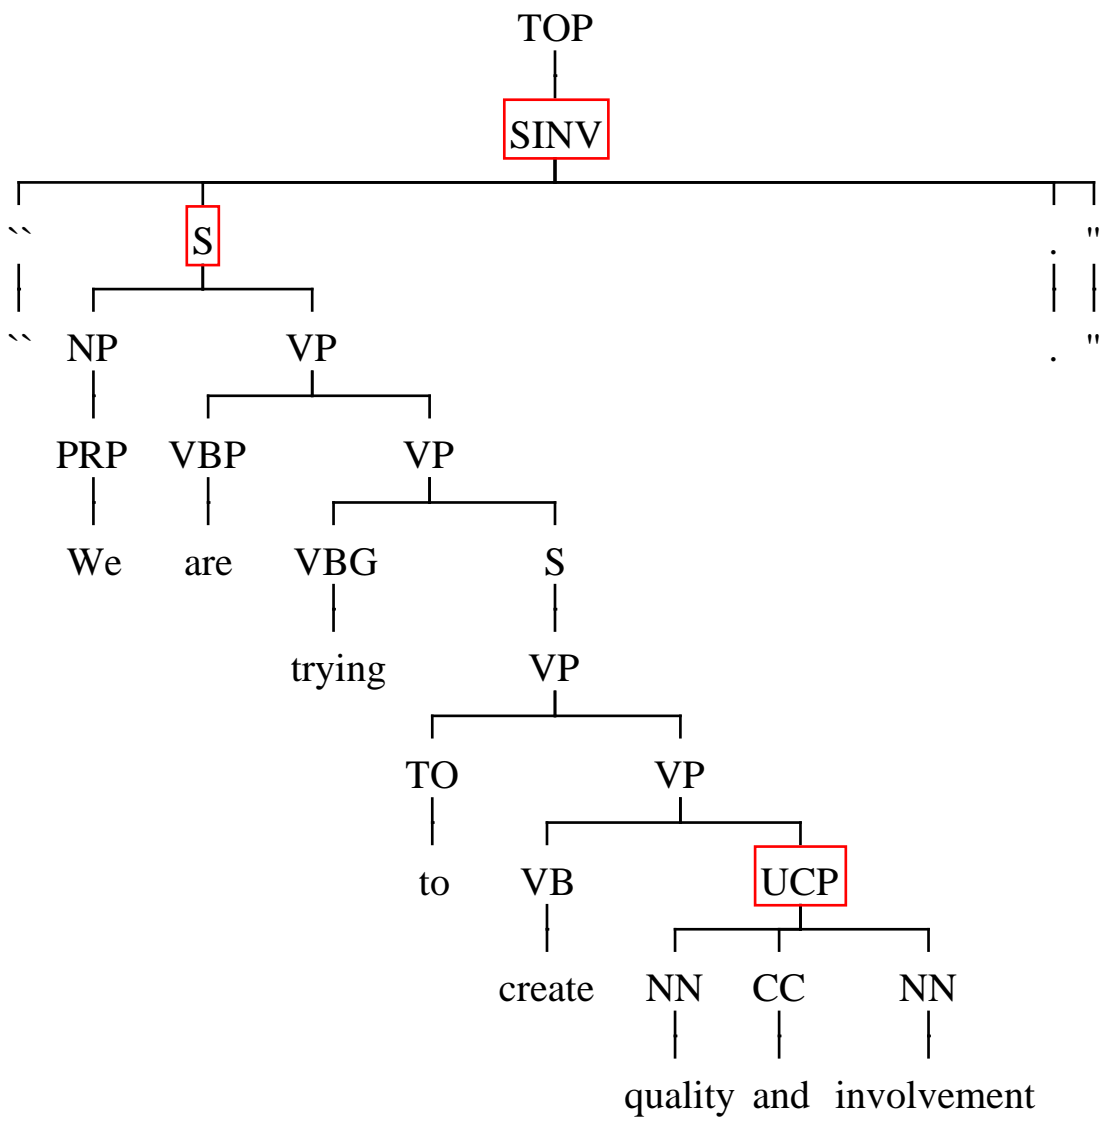 TOP
SINV
`` S . "
`` NP VP . "
PRP VBP VP
We are VBG S
trying VP
TO VP
to VB UCP
create NN CC NN
quality and involvement